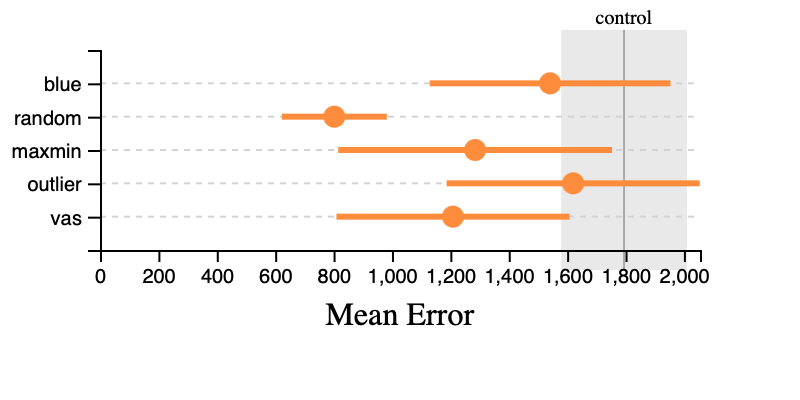 control
blue
random
maxmin
outlier
vas
0 200 400 600 800 1,000 1,200 1,400 1,600 1,800 2,000
Mean Error